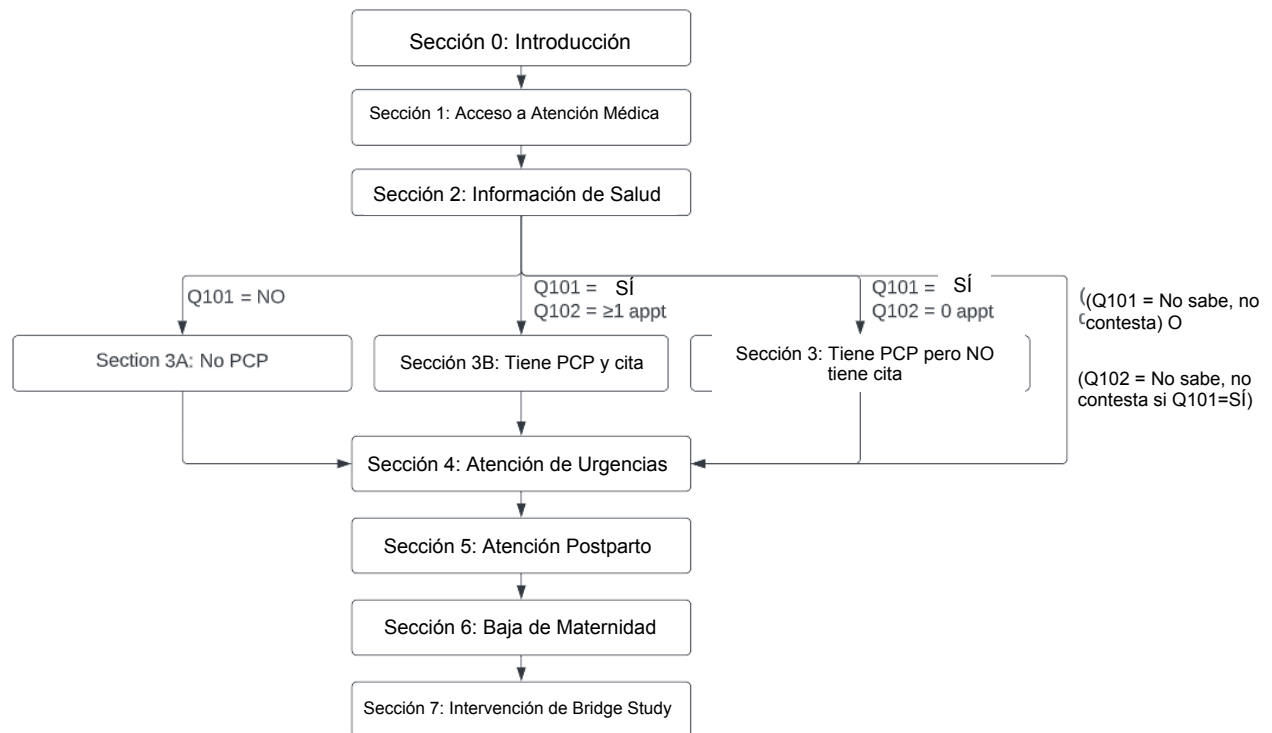 Sección 0: Introducción
Sección 1: Acceso a Atención Médica
Sección 2: Información de Salud
Q101 = NO
Q101 = SÍ
Q102 = ≥1 appt
Q101 = SÍ
Q102 = 0 appt
((Q101 = No sabe, no
contesta) O
(Q102 = No sabe, no
contesta si Q101=SÍ)
Section 3A: No PCP
Sección 3B: Tiene PCP y cita
Sección 3: Tiene PCP pero NO
tiene cita
Sección 4: Atención de Urgencias
Sección 5: Atención Postparto
Sección 6: Baja de Maternidad
Sección 7: Intervención de Bridge Study